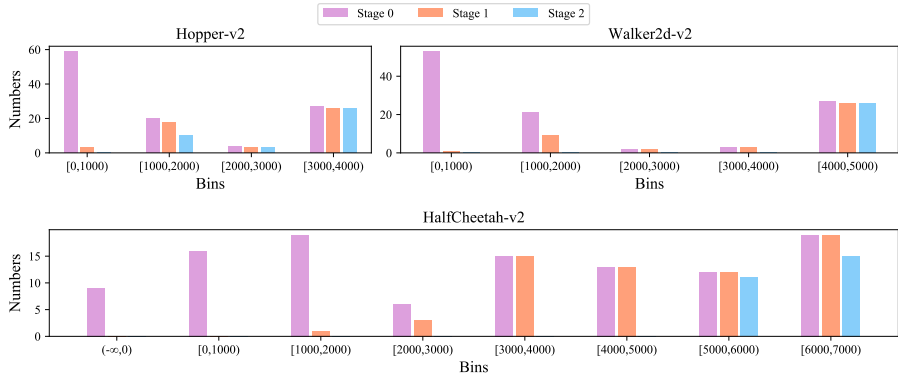 Stage 0 Stage 1 Stage 2
Hopper-v2
Numbers
60
40
20
0
[0,1000) [1000,2000) [2000,3000) [3000,4000)
Bins
Walker2d-v2
40
20
0
[0,1000) [1000,2000) [2000,3000) [3000,4000) [4000,5000)
Bins
HalfCheetah-v2
Numbers
15
10
5
0
(-∞,0) [0,1000) [1000,2000) [2000,3000) [3000,4000) [4000,5000) [5000,6000) [6000,7000)
Bins